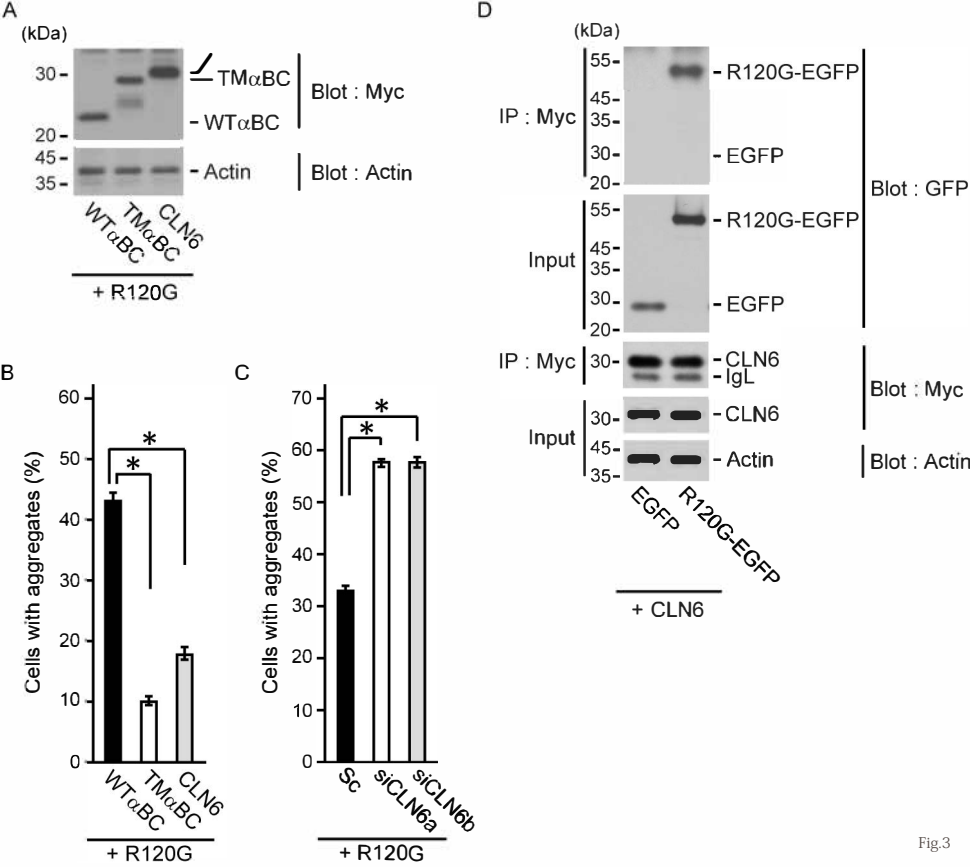 A
(kDa)
30
20
45
35
TMαBC
WTαBC
Actin
Blot : Myc
Blot : Actin
WTαBC
TMαBC
CLN6
+ R120G
B
Cells with aggregates (%)
60
50
40
30
20
10
0
*
*
WTαBC
TMαBC
CLN6
+ R120G
C
Cells with aggregates (%)
70
60
50
40
30
20
10
0
*
*
Sc
siCLN6a
siCLN6b
+ R120G
D
(kDa)
IP : Myc
55
45
35
30
20
R120G-EGFP
EGFP
Input
55
45
35
30
20
R120G-EGFP
EGFP
Blot : GFP
IP : Myc
30
CLN6
IgL
Input
30
CLN6
Blot : Myc
45
35
Actin
Blot : Actin
EGFP
R120G-EGFP
+ CLN6
Fig.3